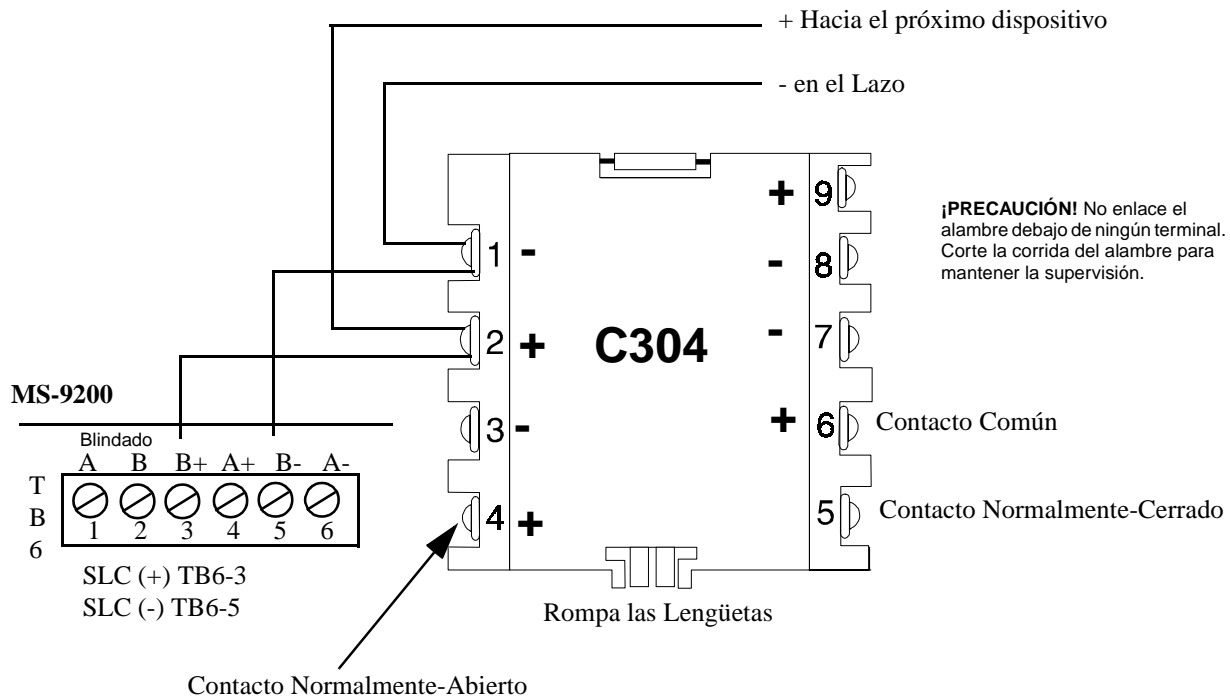 + Hacia el próximo dispositivo
- en el Lazo
¡PRECAUCIÓN! No enlace el
alambre debajo de ningún terminal.
Corte la corrida del alambre para
mantener la supervisión.
+ 9
1 - - 8
2 + C304 - 7
MS-9200
3 - + 6 Contacto Común
Blindado
A B B+ A+ B- A-
T
B
6
1 2 3 4 5 6
4 + 5 Contacto Normalmente-Cerrado
SLC (+) TB6-3
SLC (-) TB6-5
Rompa las Lengüetas
Contacto Normalmente-Abierto